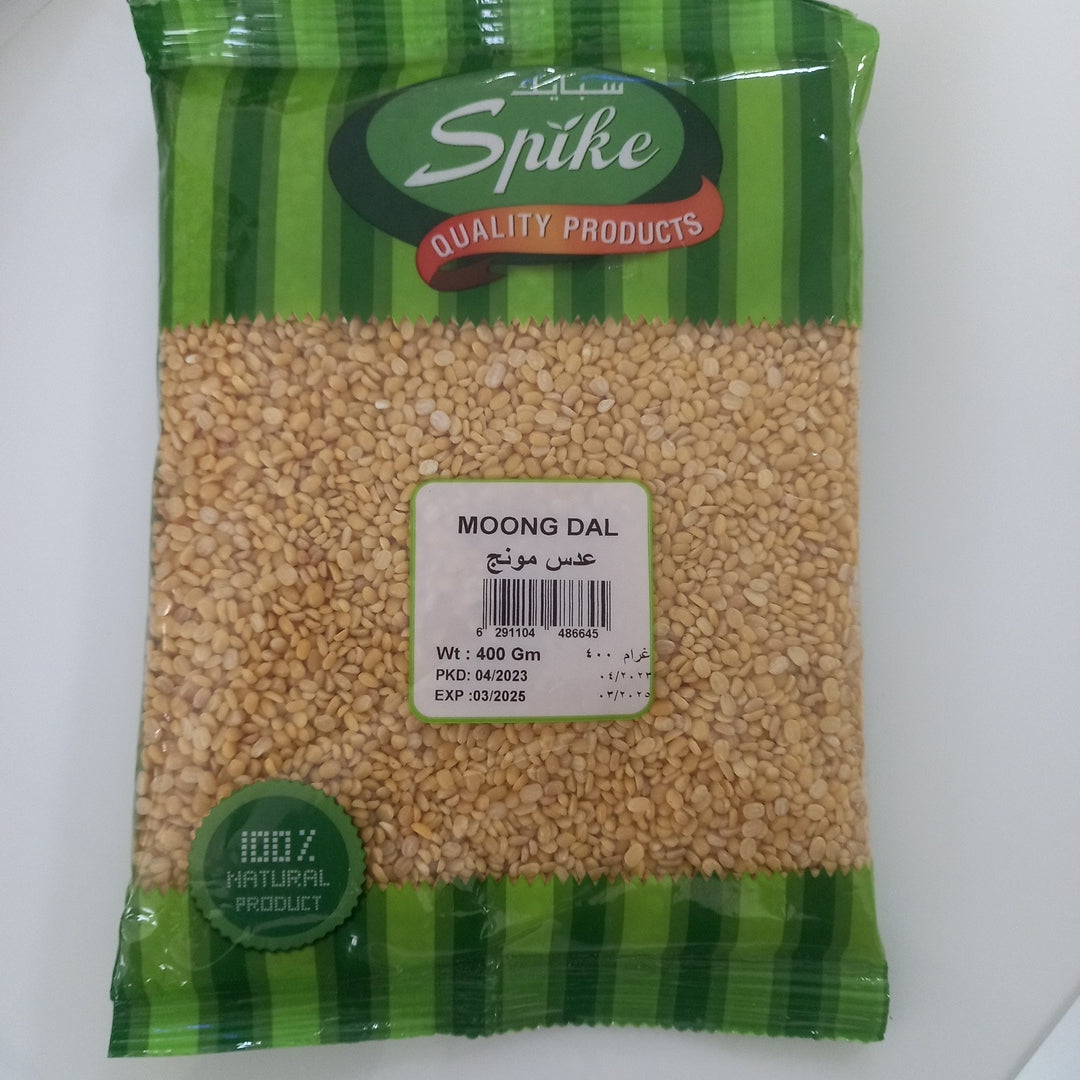 سبايك
Spike
QUALITY PRODUCTS
MOONG DAL
عدس مونج
6 291104 486645
Wt : 400 Gm غرام ٤٠٠
PKD: 04/2023 ٠٤/٢٠٢٣
EXP :03/2025 ٠٣/٢٠٢٥
100%
NATURAL
PRODUCT